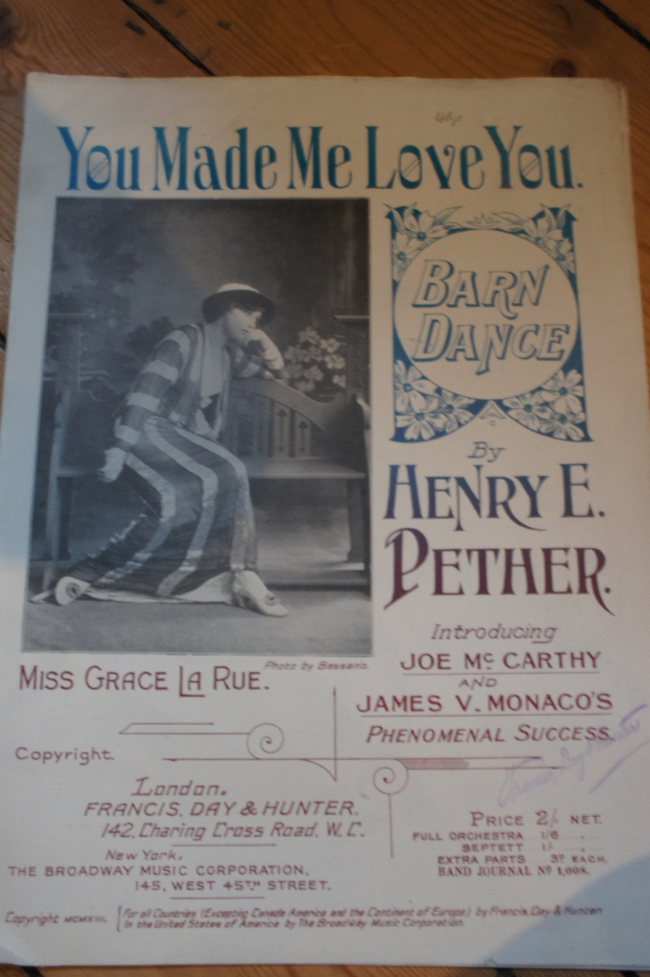 You Made Me Love You.
BARN
DANCE
By
HENRY E.
PETHER.
Introducing
JOE Mc CARTHY
AND
JAMES V. MONACO'S
PHENOMENAL SUCCESS.
Photo by Bassano.
MISS GRACE LA RUE.
Copyright.
London.
FRANCIS, DAY & HUNTER.
142, Charing Cross Road, W.C.
New York.
THE BROADWAY MUSIC CORPORATION,
145, WEST 45TH STREET.
PRICE 2/- NET.
FULL ORCHESTRA 1/6 "
SEPTETT 1/- "
EXTRA PARTS 3D EACH.
BAND JOURNAL No 1,008.
Copyright MCMXIII.
For all Countries (Excepting Canada America and the Continent of Europe) by Francis, Day & Hunter.
In the United States of America by The Broadway Music Corporation.